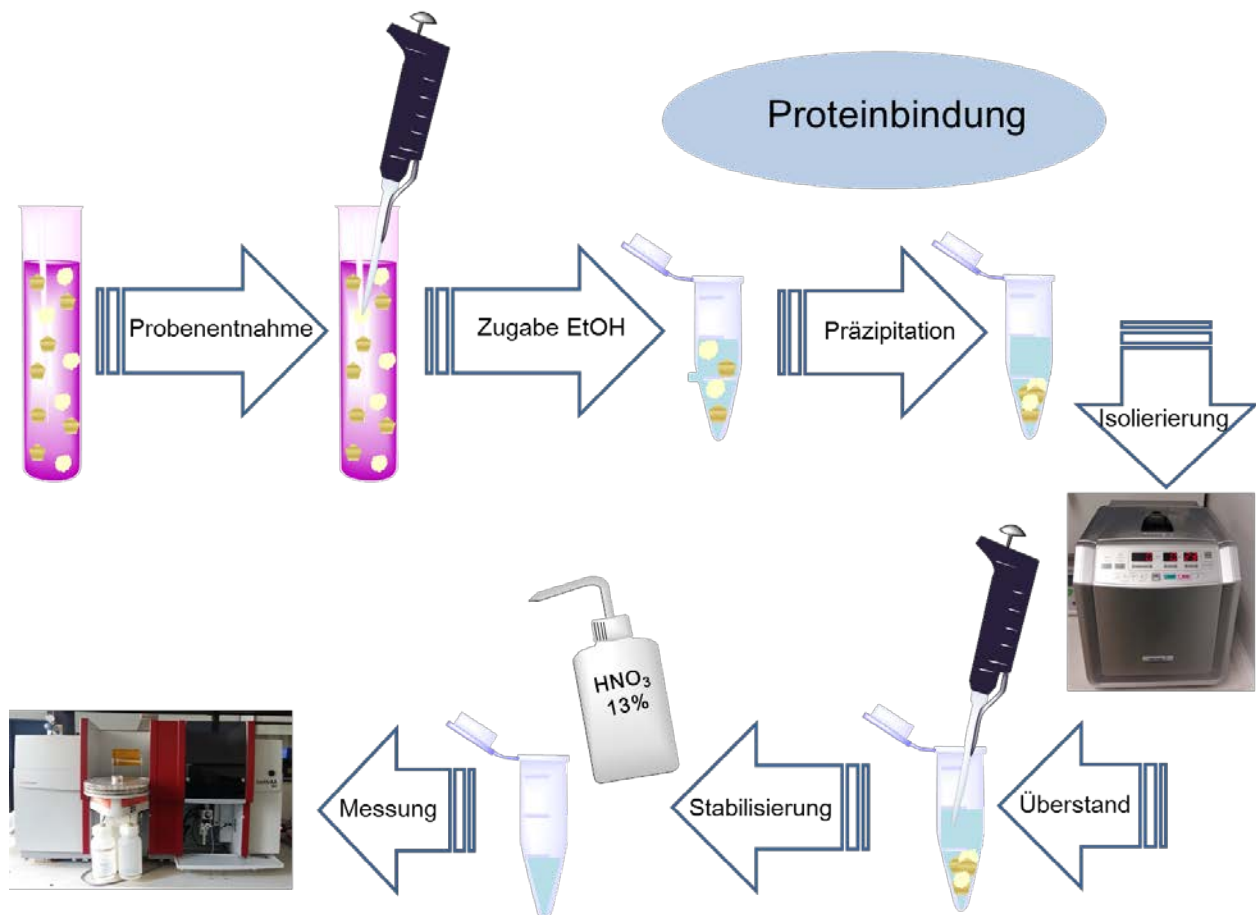 Proteinbindung
Probenentnahme
Zugabe EtOH
Präzipitation
Isolierierung
HNO₃
13%
Messung
Stabilisierung
Überstand